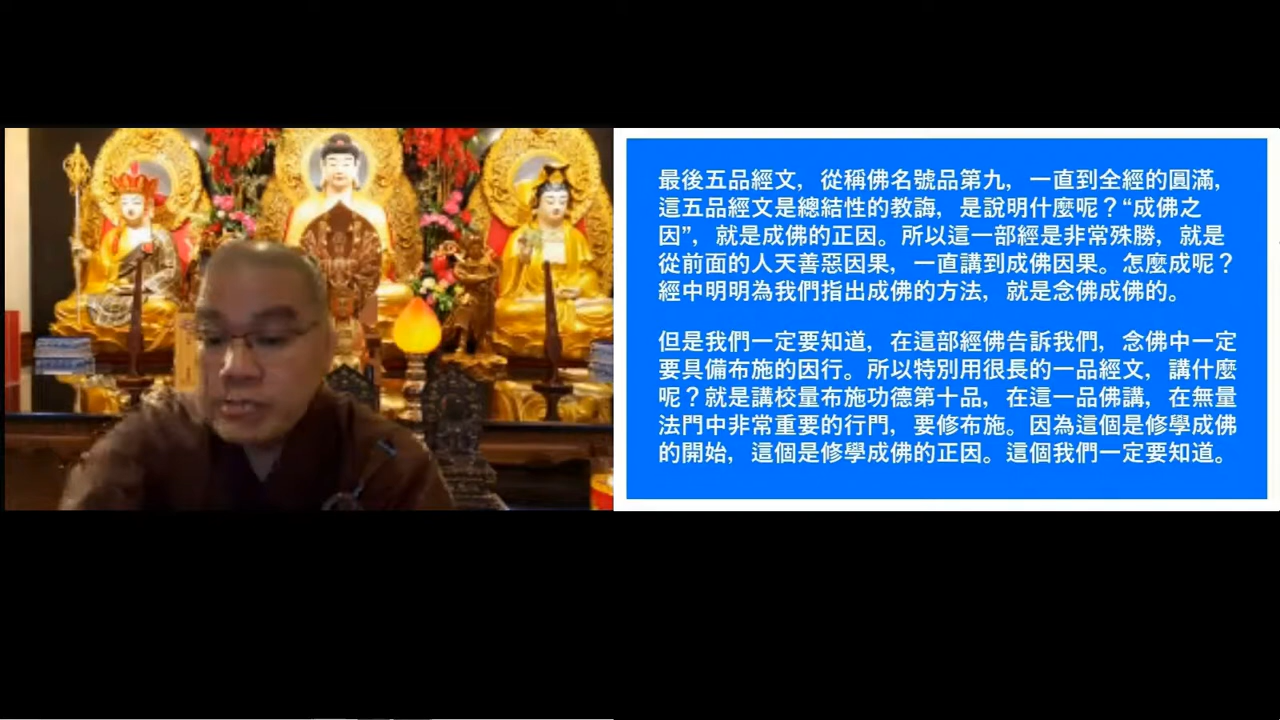 最後五品經文，從稱佛名號品第九，一直到全經的圓滿，
這五品經文是總結性的教誨，是說明什麼呢？“成佛之
因”，就是成佛的正因。所以這一部經是非常殊勝，就是
從前面的人天善惡因果，一直講到成佛因果。怎麼成呢？
經中明明為我們指出成佛的方法，就是念佛成佛的。
但是我們一定要知道，在這部經佛告訴我們，念佛中一定
要具備布施的因行。所以特別用很長的一品經文，講什麼
呢？就是講校量布施功德第十品，在這一品佛講，在無量
法門中非常重要的行門，要修布施。因為這個是修學成佛
的開始，這個是修學成佛的正因。這個我們一定要知道。